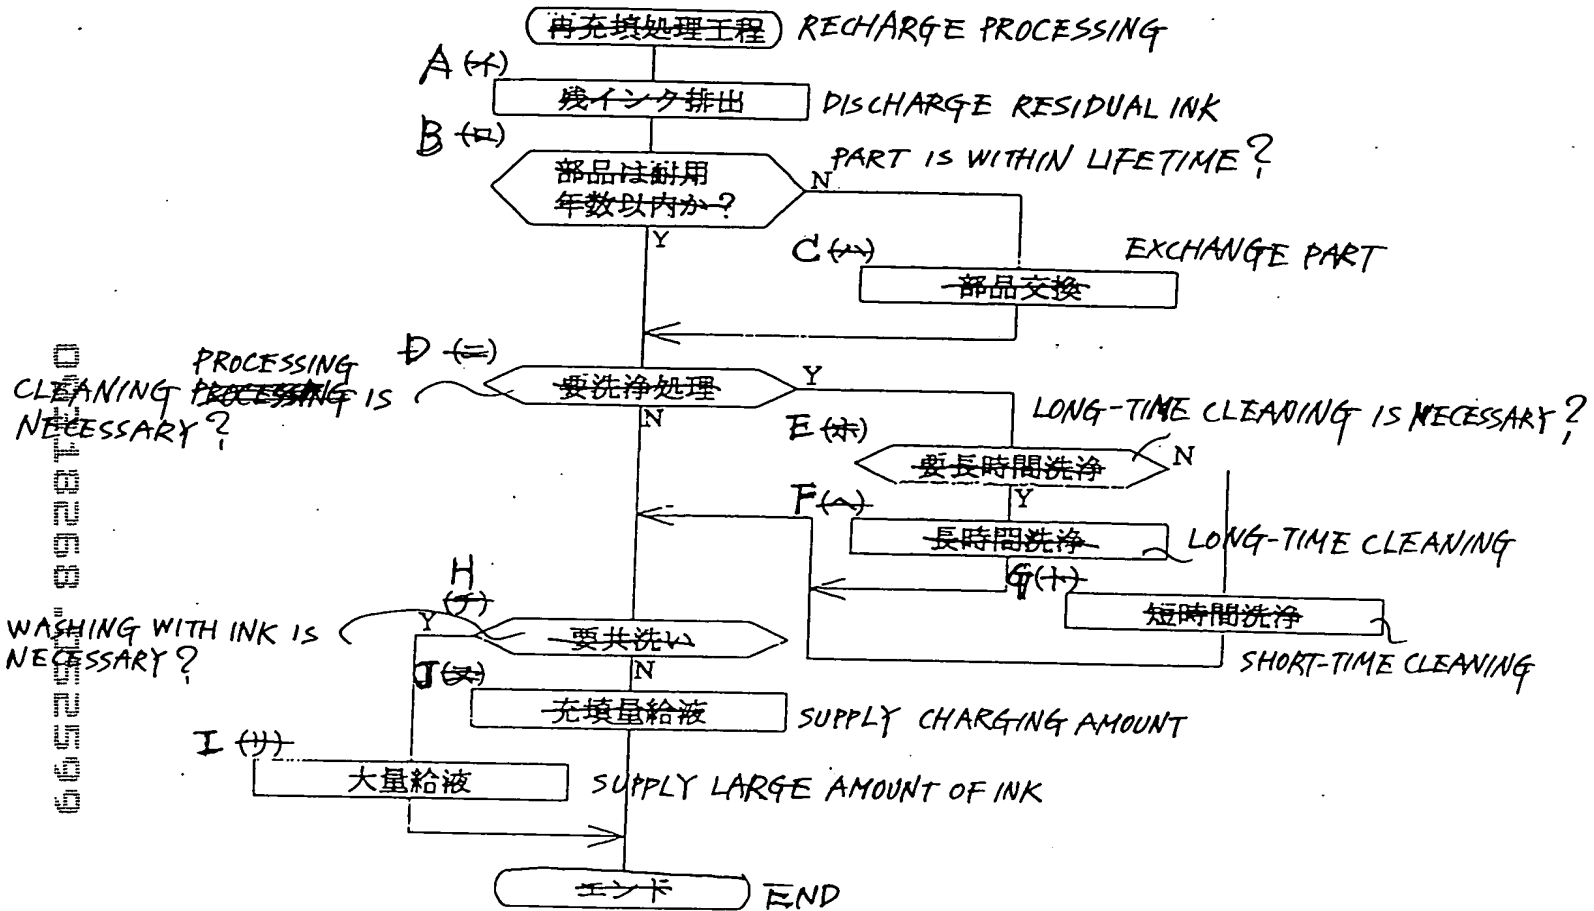 再充填処理工程 RECHARGE PROCESSING
A (イ)
残インク排出 DISCHARGE RESIDUAL INK
B (ロ)
PART IS WITHIN LIFETIME?
部品は耐用
年数以内か?
N
Y
C (ハ)
EXCHANGE PART
部品交換
D (ニ)
PROCESSING
CLEANING PROCESSING IS
NECESSARY?
要洗浄処理
Y
N
LONG-TIME CLEANING IS NECESSARY?
E (ホ)
要長時間洗浄
N
Y
F (ヘ)
長時間洗浄
LONG-TIME CLEANING
G (ト)
短時間洗浄
SHORT-TIME CLEANING
H
(チ)
WASHING WITH INK IS
NECESSARY?
Y
要共洗い
N
J (ヌ)
充填量給液 SUPPLY CHARGING AMOUNT
I (リ)
大量給液 SUPPLY LARGE AMOUNT OF INK
エンド END